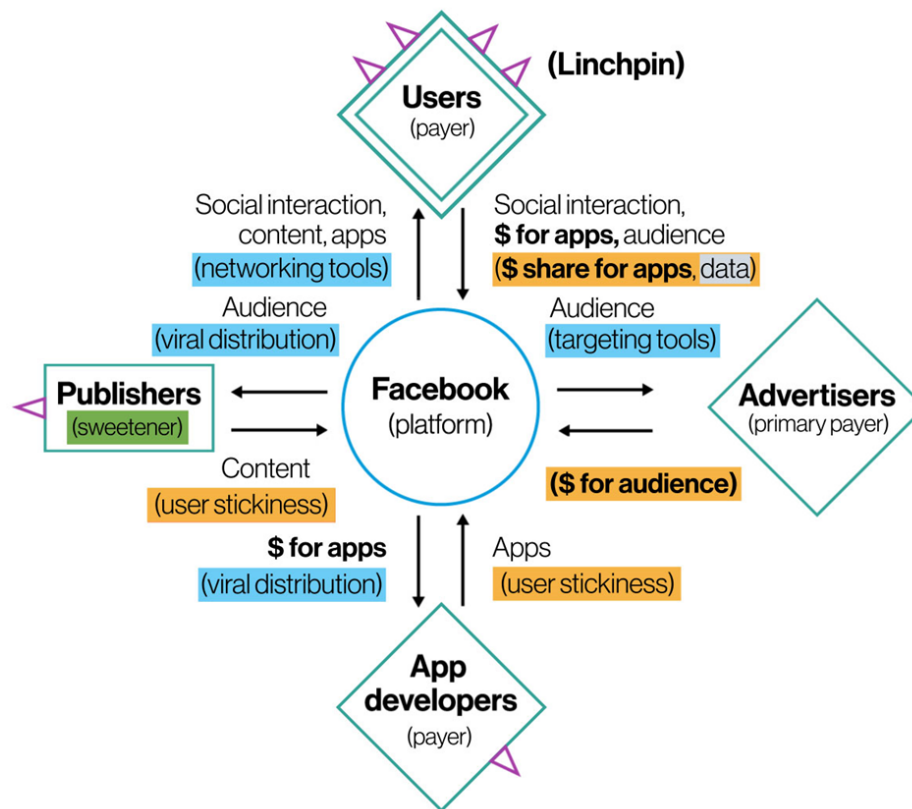 (Linchpin)
Users
(payer)
Social interaction,
content, apps
(networking tools)
Social interaction,
$ for apps, audience
($ share for apps, data)
Audience
(viral distribution)
Audience
(targeting tools)
Publishers
(sweetener)
Facebook
(platform)
Advertisers
(primary payer)
Content
(user stickiness)
($ for audience)
$ for apps
(viral distribution)
Apps
(user stickiness)
App
developers
(payer)